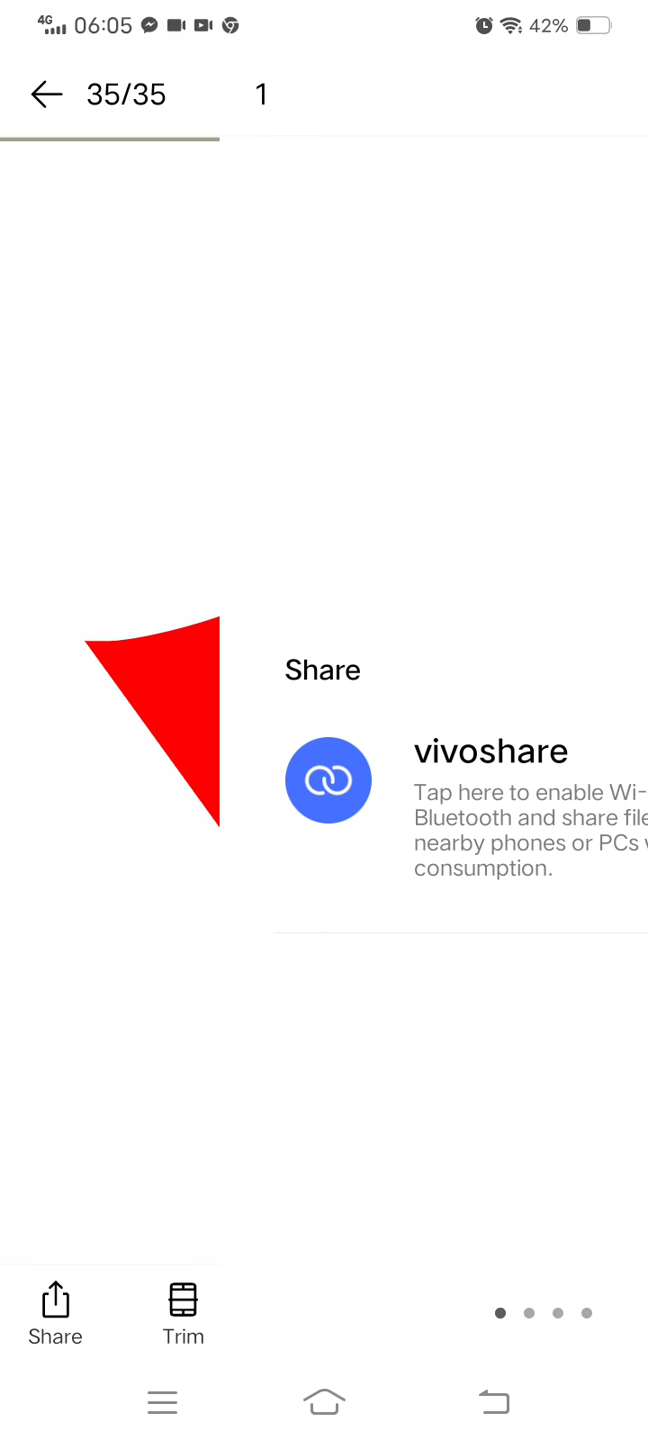 4G 06:05 42%
35/35 1
Share
vivoshare
Tap here to enable Wi-
Bluetooth and share file
nearby phones or PCs
consumption.
Share Trim